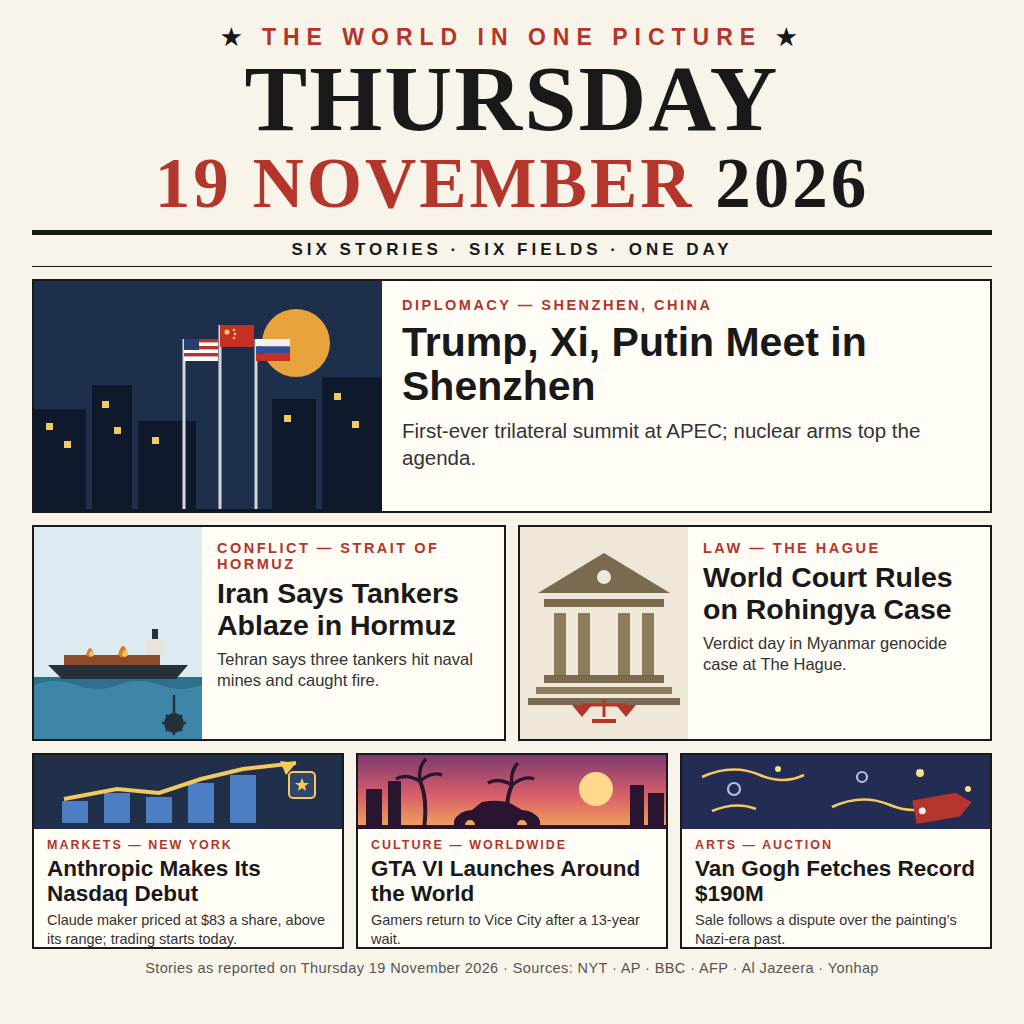 ★ THE WORLD IN ONE PICTURE ★
THURSDAY
19 NOVEMBER 2026
SIX STORIES · SIX FIELDS · ONE DAY
DIPLOMACY — SHENZHEN, CHINA
Trump, Xi, Putin Meet in
Shenzhen
First-ever trilateral summit at APEC; nuclear arms top the
agenda.
CONFLICT — STRAIT OF
HORMUZ
Iran Says Tankers
Ablaze in Hormuz
Tehran says three tankers hit naval
mines and caught fire.
LAW — THE HAGUE
World Court Rules
on Rohingya Case
Verdict day in Myanmar genocide
case at The Hague.
MARKETS — NEW YORK
Anthropic Makes Its
Nasdaq Debut
Claude maker priced at $83 a share, above
its range; trading starts today.
CULTURE — WORLDWIDE
GTA VI Launches Around
the World
Gamers return to Vice City after a 13-year
wait.
ARTS — AUCTION
Van Gogh Fetches Record
$190M
Sale follows a dispute over the painting’s
Nazi-era past.
Stories as reported on Thursday 19 November 2026 · Sources: NYT · AP · BBC · AFP · Al Jazeera · Yonhap